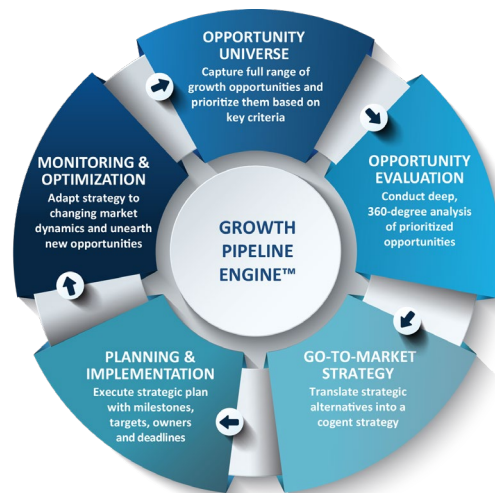 OPPORTUNITY
UNIVERSE
Capture full range of
growth opportunities and
prioritize them based on
key criteria
OPPORTUNITY
EVALUATION
Conduct deep,
360-degree analysis
of prioritized
opportunities
GO-TO-MARKET
STRATEGY
Translate strategic
alternatives into a
cogent strategy
PLANNING &
IMPLEMENTATION
Execute strategic plan
with milestones,
targets, owners
and deadlines
MONITORING &
OPTIMIZATION
Adapt strategy to
changing market
dynamics and unearth
new opportunities
GROWTH
PIPELINE
ENGINE™